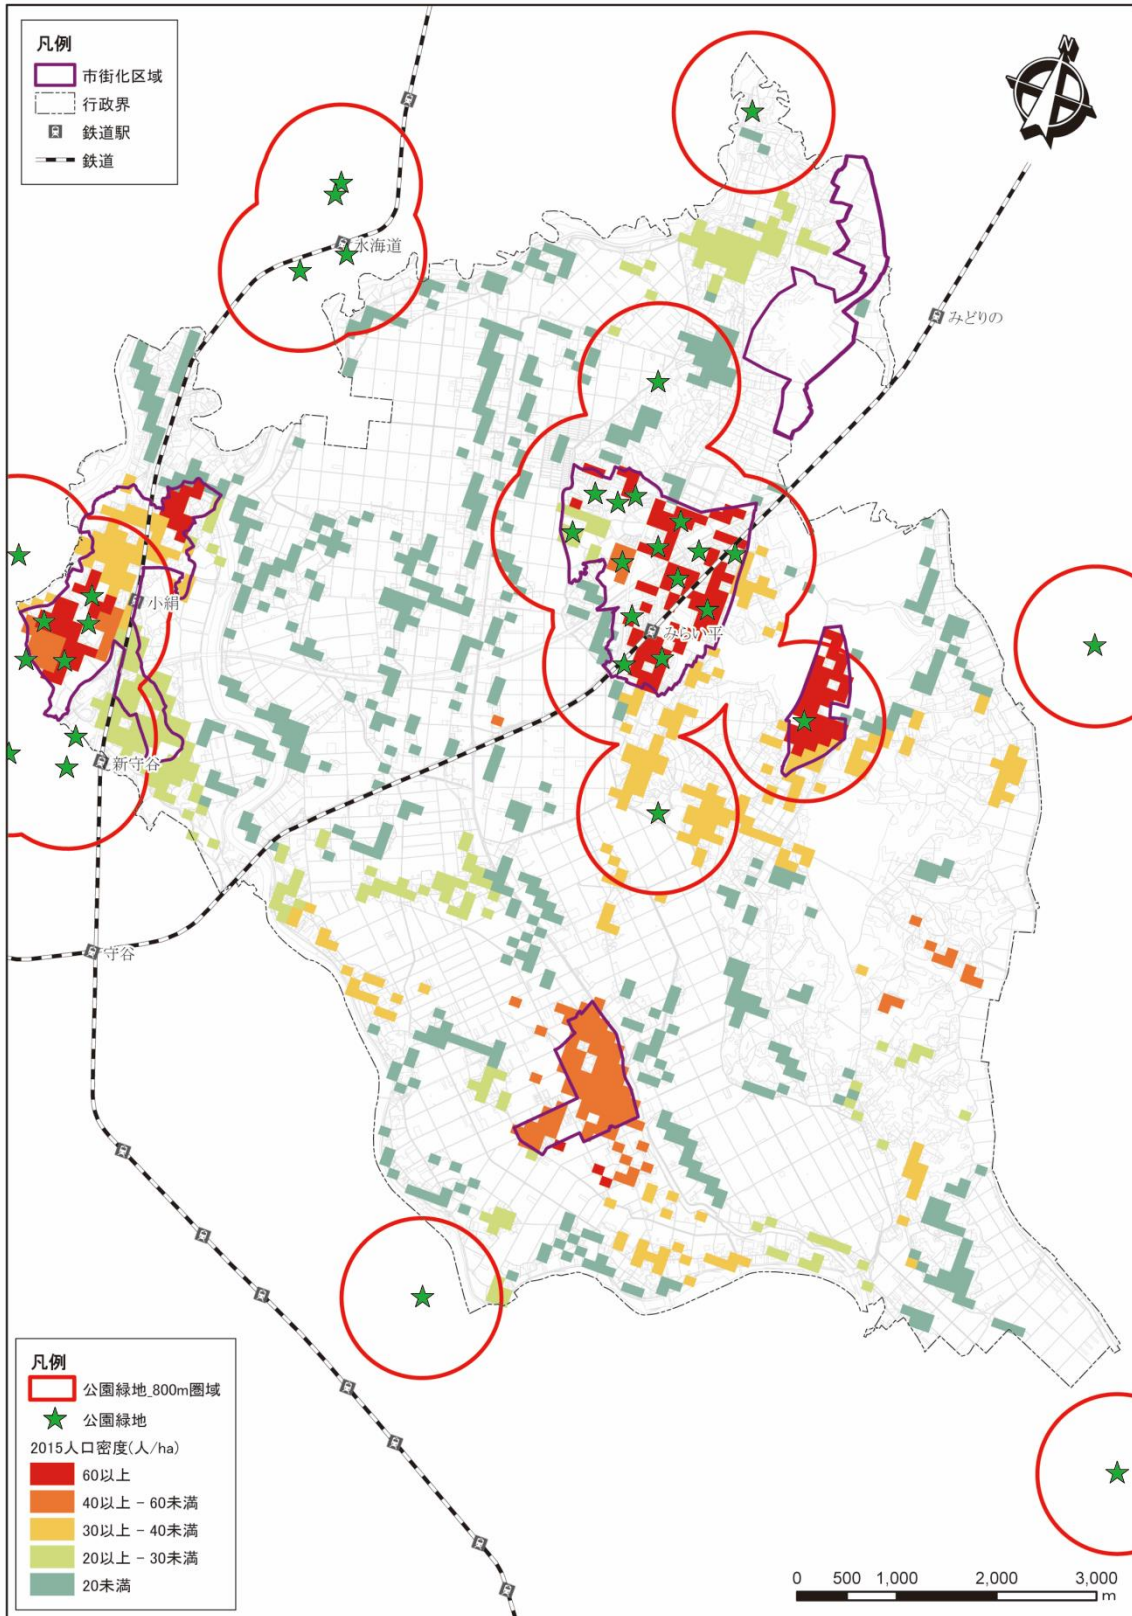 凡例
市街化区域
行政界
鉄道駅
鉄道
N
水海道
みどりの
小絹
みらい平
新守谷
守谷
凡例
公園緑地_800m圏域
公園緑地
2015人口密度(人/ha)
60以上
40以上 - 60未満
30以上 - 40未満
20以上 - 30未満
20未満
0 500 1,000 2,000 3,000
m